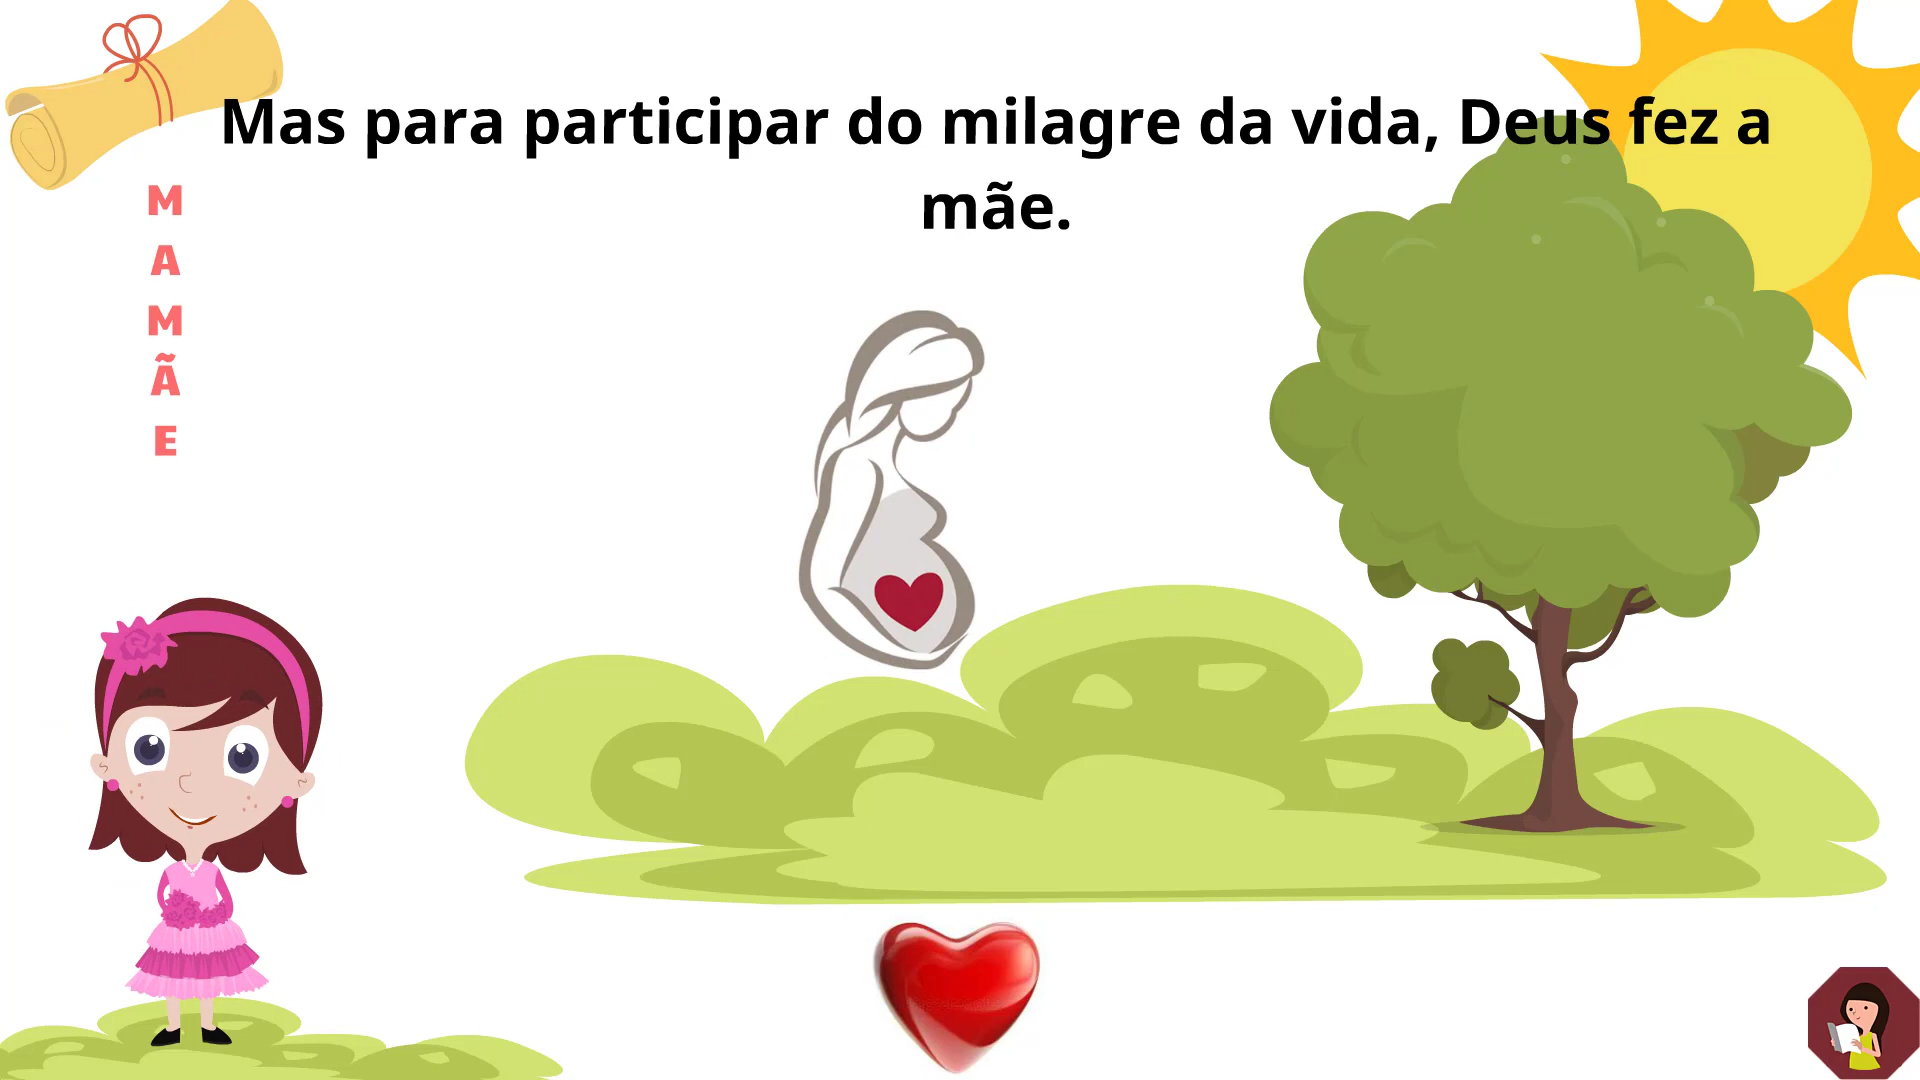 Mas para participar do milagre da vida, Deus fez a
mãe.
M
A
M
Ã
E